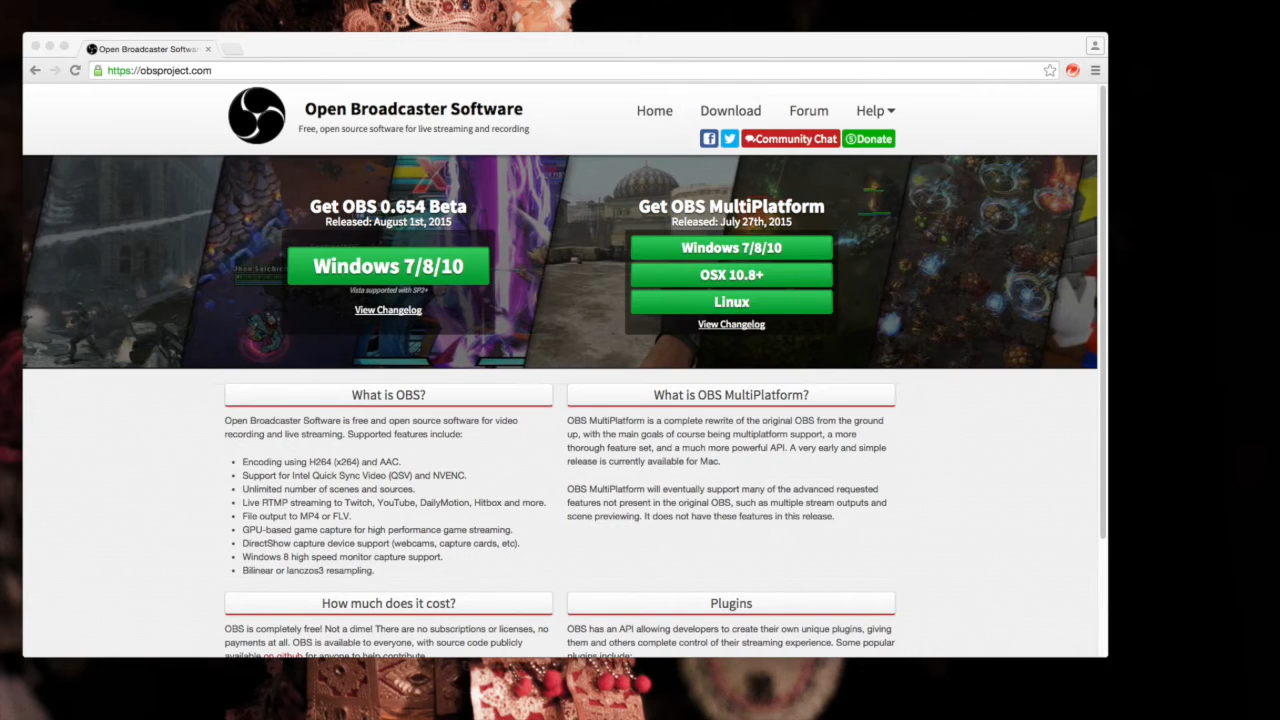 Open Broadcaster Softwa
https://obsproject.com
Open Broadcaster Software
Free, open source software for live streaming and recording
Home
Download
Forum
Help
Community Chat
Donate
Get OBS 0.654 Beta
Released: August 1st, 2015
Windows 7/8/10
Vista supported with SP2+
View Changelog
Get OBS MultiPlatform
Released: July 27th, 2015
Windows 7/8/10
OSX 10.8+
Linux
View Changelog
What is OBS?
Open Broadcaster Software is free and open source software for video
recording and live streaming. Supported features include:
• Encoding using H264 (x264) and AAC.
• Support for Intel Quick Sync Video (QSV) and NVENC.
• Unlimited number of scenes and sources.
• Live RTMP streaming to Twitch, YouTube, DailyMotion, Hitbox and more.
• File output to MP4 or FLV.
• GPU-based game capture for high performance game streaming.
• DirectShow capture device support (webcams, capture cards, etc).
• Windows 8 high speed monitor capture support.
• Bilinear or lanczos3 resampling.
What is OBS MultiPlatform?
OBS MultiPlatform is a complete rewrite of the original OBS from the ground
up, with the main goals of course being multiplatform support, a more
thorough feature set, and a much more powerful API. A very early and simple
release is currently available for Mac.
OBS MultiPlatform will eventually support many of the advanced requested
features not present in the original OBS, such as multiple stream outputs and
scene previewing. It does not have these features in this release.
How much does it cost?
OBS is completely free! Not a dime! There are no subscriptions or licenses, no
payments at all. OBS is available to everyone, with source code publicly
available on github for anyone to help contribute.
Plugins
OBS has an API allowing developers to create their own unique plugins, giving
them and others complete control of their streaming experience. Some popular
plugins include: